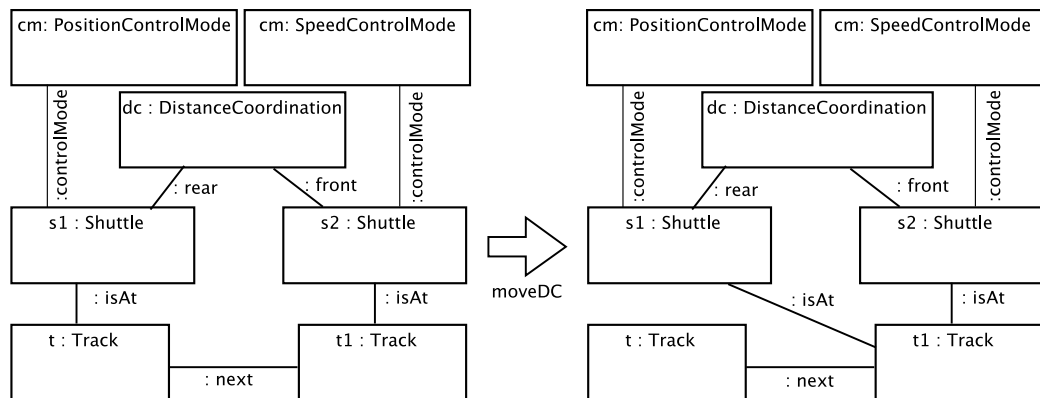 cm: PositionControlMode
cm: SpeedControlMode
:controlMode
dc : DistanceCoordination
:controlMode
: rear
: front
s1 : Shuttle
s2 : Shuttle
: isAt
: isAt
t : Track
t1 : Track
: next
moveDC
cm: PositionControlMode
cm: SpeedControlMode
:controlMode
dc : DistanceCoordination
:controlMode
: rear
: front
s1 : Shuttle
s2 : Shuttle
: isAt
: isAt
t : Track
t1 : Track
: next